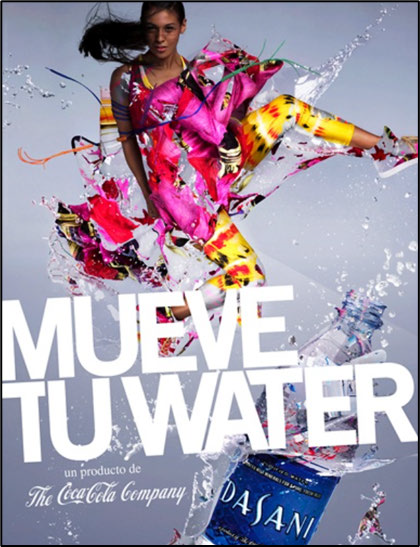 MUEVE
TU WATER
un producto de
The Coca-Cola Company
DASANI